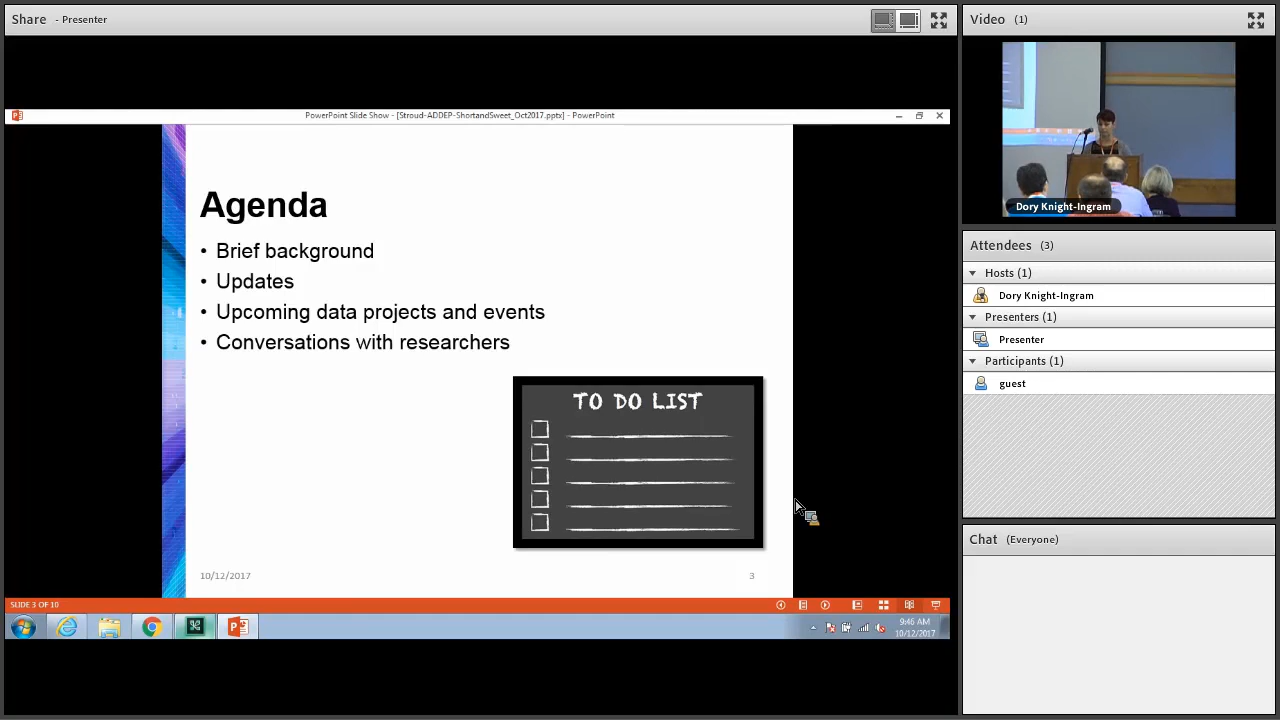 Share - Presenter
PowerPoint Slide Show - [Stroud-ADDEP-ShortandSweet_Oct2017.pptx] - PowerPoint
Agenda
• Brief background
• Updates
• Upcoming data projects and events
• Conversations with researchers
TO DO LIST
10/12/2017
3
SLIDE 3 OF 10
9:46 AM
10/12/2017
Video (1)
Dory Knight-Ingram
Attendees (3)
Hosts (1)
Dory Knight-Ingram
Presenters (1)
Presenter
Participants (1)
guest
Chat (Everyone)